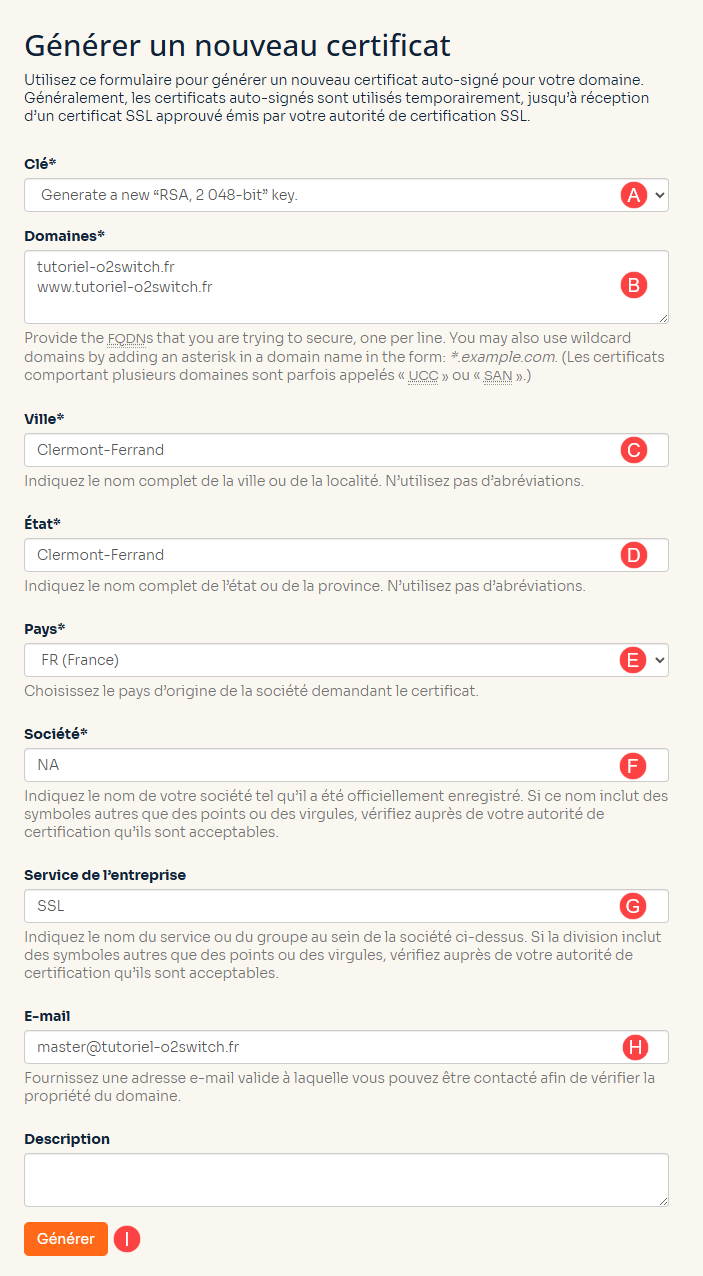 Générer un nouveau certificat
Utilisez ce formulaire pour générer un nouveau certificat auto-signé pour votre domaine.
Généralement, les certificats auto-signés sont utilisés temporairement, jusqu’à réception
d’un certificat SSL approuvé émis par votre autorité de certification SSL.
Clé*
Generate a new “RSA, 2 048-bit” key. A
Domaines*
tutoriel-o2switch.fr
www.tutoriel-o2switch.fr
B
Provide the FQDNs that you are trying to secure, one per line. You may also use wildcard
domains by adding an asterisk in a domain name in the form: *.example.com. (Les certificats
comportant plusieurs domaines sont parfois appelés « UCC » ou « SAN ».)
Ville*
Clermont-Ferrand C
Indiquez le nom complet de la ville ou de la localité. N’utilisez pas d’abréviations.
État*
Clermont-Ferrand D
Indiquez le nom complet de l’état ou de la province. N’utilisez pas d’abréviations.
Pays*
FR (France) E
Choisissez le pays d’origine de la société demandant le certificat.
Société*
NA F
Indiquez le nom de votre société tel qu’il a été officiellement enregistré. Si ce nom inclut des
symboles autres que des points ou des virgules, vérifiez auprès de votre autorité de
certification qu’ils sont acceptables.
Service de l’entreprise
SSL G
Indiquez le nom du service ou du groupe au sein de la société ci-dessus. Si la division inclut
des symboles autres que des points ou des virgules, vérifiez auprès de votre autorité de
certification qu’ils sont acceptables.
E-mail
master@tutoriel-o2switch.fr H
Fournissez une adresse e-mail valide à laquelle vous pouvez être contacté afin de vérifier la
propriété du domaine.
Description
Générer I